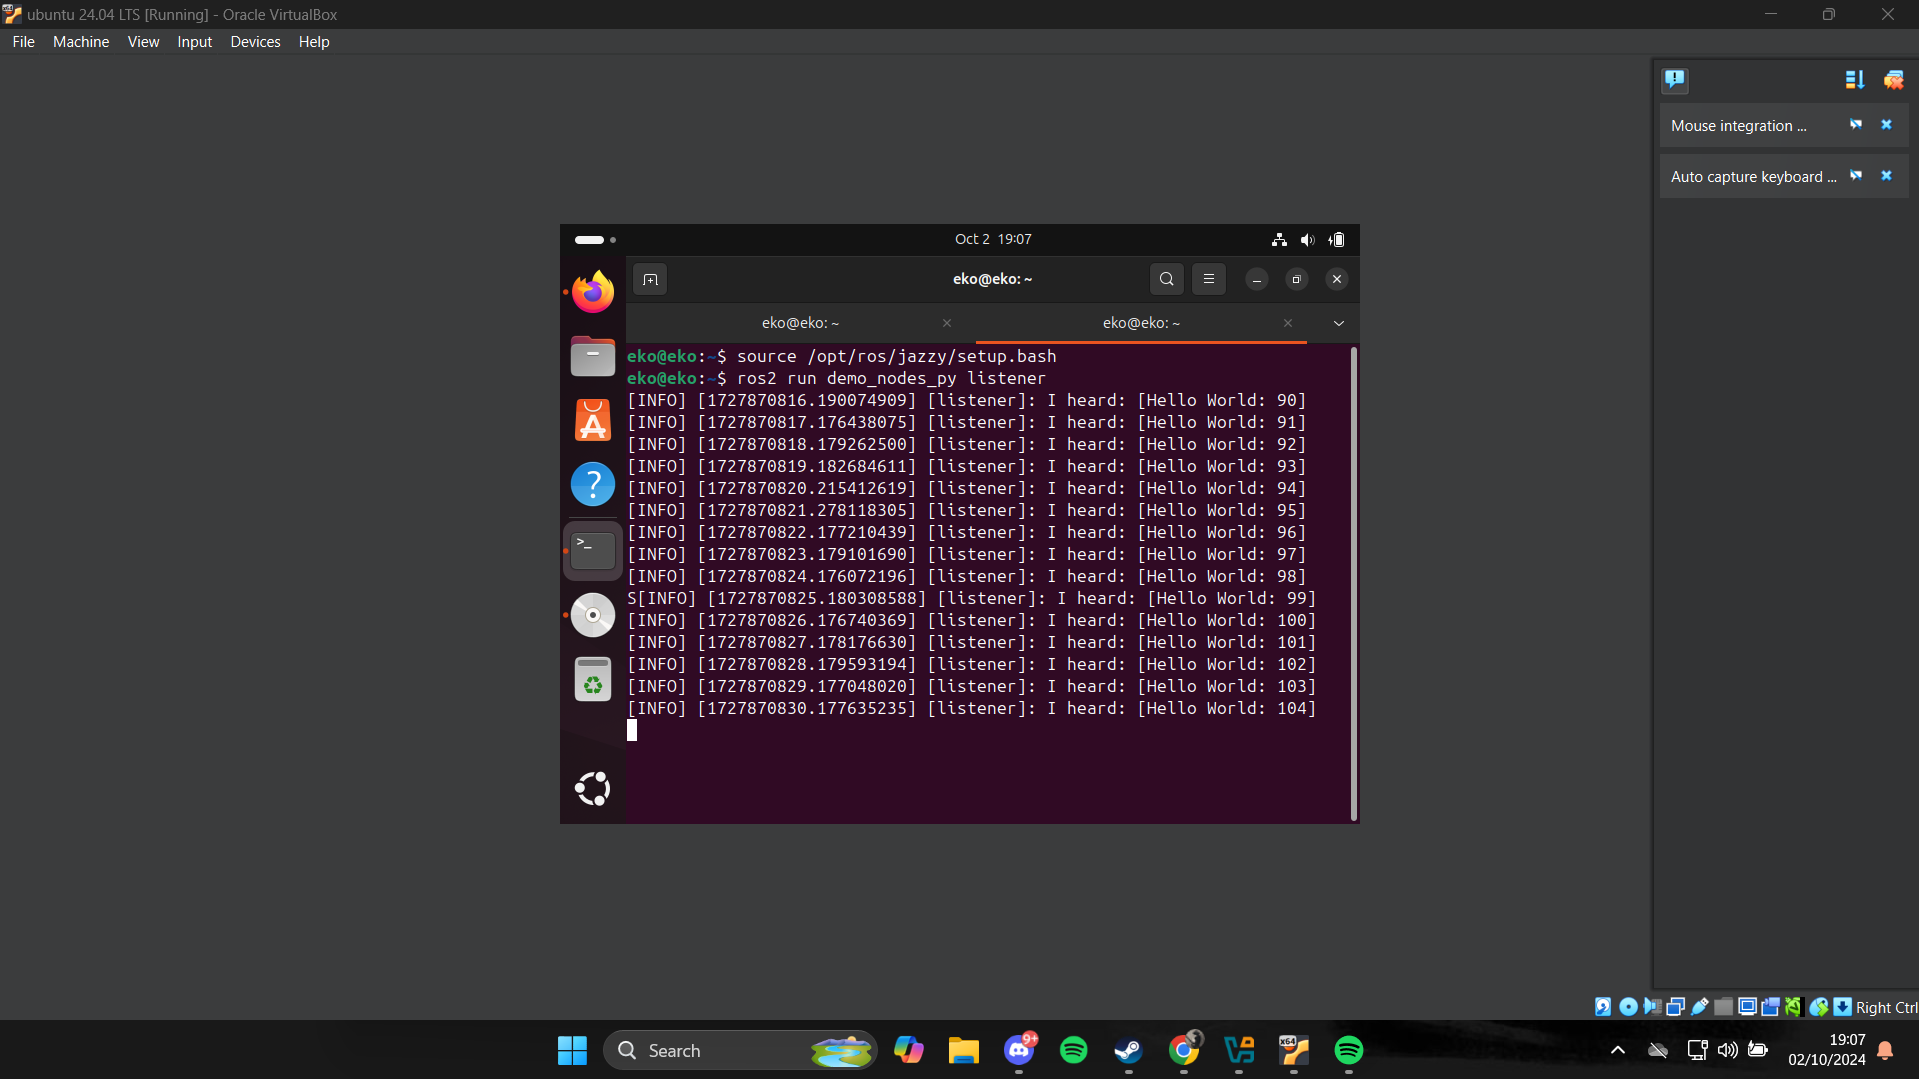 ubuntu 24.04 LTS [Running] - Oracle VirtualBox
File Machine View Input Devices Help
Mouse integration ...
Auto capture keyboard ...
Oct 2 19:07
eko@eko: ~
eko@eko: ~
eko@eko: ~
eko@eko:~$ source /opt/ros/jazzy/setup.bash
eko@eko:~$ ros2 run demo_nodes_py listener
[INFO] [1727870816.190074909] [listener]: I heard: [Hello World: 90]
[INFO] [1727870817.176438075] [listener]: I heard: [Hello World: 91]
[INFO] [1727870818.179262500] [listener]: I heard: [Hello World: 92]
[INFO] [1727870819.182684611] [listener]: I heard: [Hello World: 93]
[INFO] [1727870820.215412619] [listener]: I heard: [Hello World: 94]
[INFO] [1727870821.278118305] [listener]: I heard: [Hello World: 95]
[INFO] [1727870822.177210439] [listener]: I heard: [Hello World: 96]
[INFO] [1727870823.179101690] [listener]: I heard: [Hello World: 97]
[INFO] [1727870824.176072196] [listener]: I heard: [Hello World: 98]
S[INFO] [1727870825.180308588] [listener]: I heard: [Hello World: 99]
[INFO] [1727870826.176740369] [listener]: I heard: [Hello World: 100]
[INFO] [1727870827.178176630] [listener]: I heard: [Hello World: 101]
[INFO] [1727870828.179593194] [listener]: I heard: [Hello World: 102]
[INFO] [1727870829.177048020] [listener]: I heard: [Hello World: 103]
[INFO] [1727870830.177635235] [listener]: I heard: [Hello World: 104]
Right Ctrl
Search
9+
x64
19:07
02/10/2024